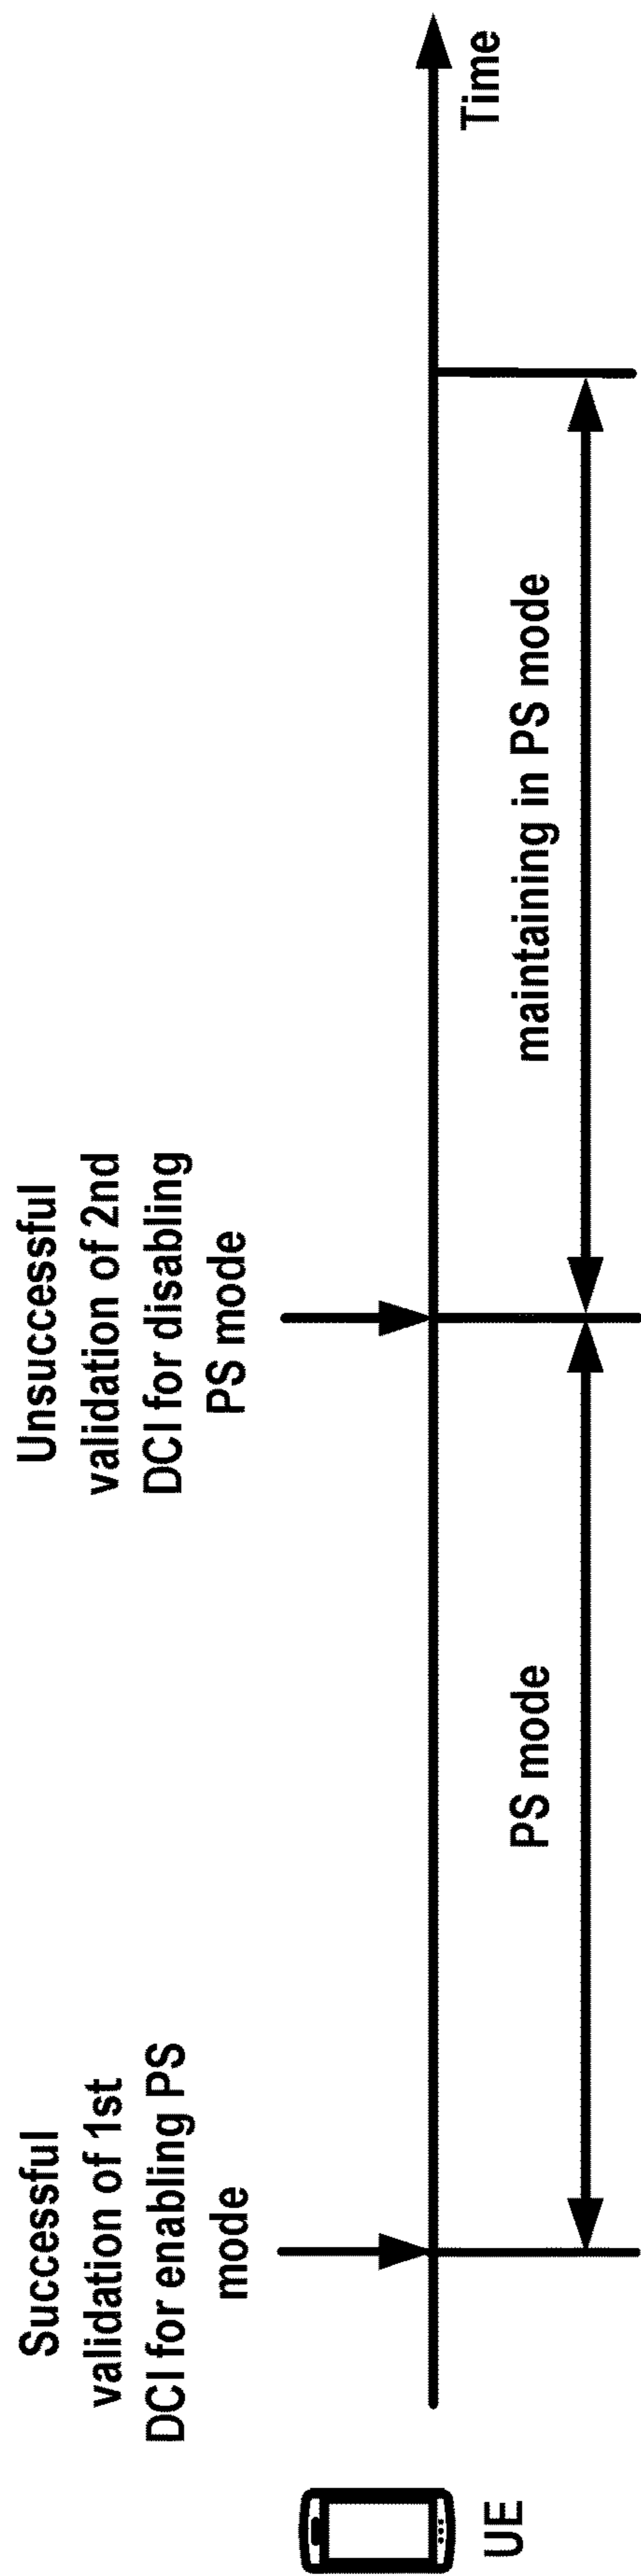 Successful
validation of 1st
DCI for enabling PS
mode
Unsuccessful
validation of 2nd
DCI for disabling
PS mode
UE
Time
PS mode
maintaining in PS mode